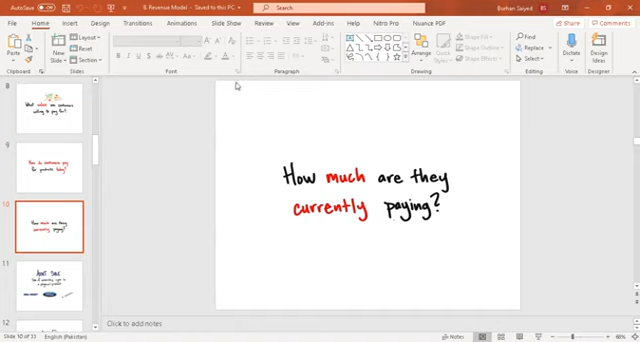 AutoSave Off
6. Revenue Model - Saved to this PC
Search
Burhan Saiyed
File Home Insert Design Transitions Animations Slide Show Review View Add-ins Help Nitro Pro Nuance PDF
Share Comments
Paste
New Slide
Layout
Reset
Section
Arrange
Quick Styles
Shape Fill
Shape Outline
Shape Effects
Find
Replace
Select
Dictate
Design Ideas
Clipboard Slides Font Paragraph Drawing Editing Voice Designer
8
What value are customers
willing to pay for?
9
How do customers pay
for products today?
10
How much are they
currently paying?
11
ASSET SALE
12
How much are they
currently paying?
Click to add notes
Slide 10 of 33 English (Pakistan)
Notes
66%